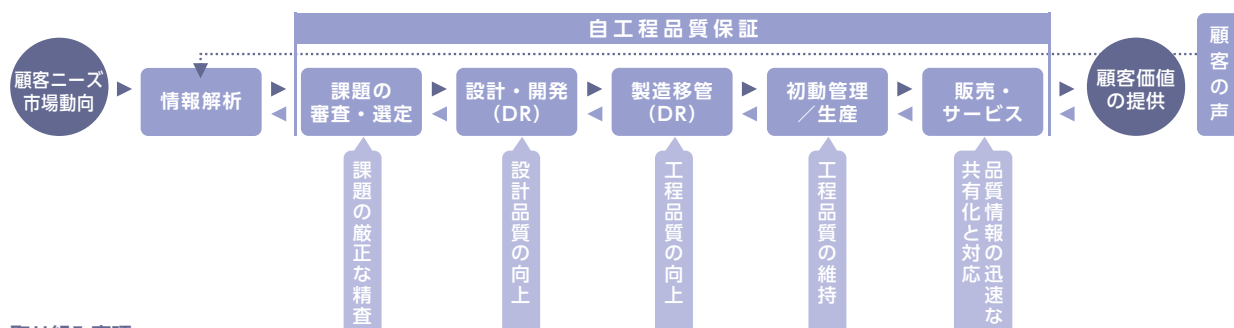 自工程品質保証
顧客ニーズ
市場動向
情報解析
課題の
審査・選定
設計・開発
（DR）
製造移管
（DR）
初動管理
／生産
販売・
サービス
顧客価値
の提供
顧客の声
課題の厳正な精査
設計品質の向上
工程品質の向上
工程品質の維持
品質情報の迅速な
共有化と対応